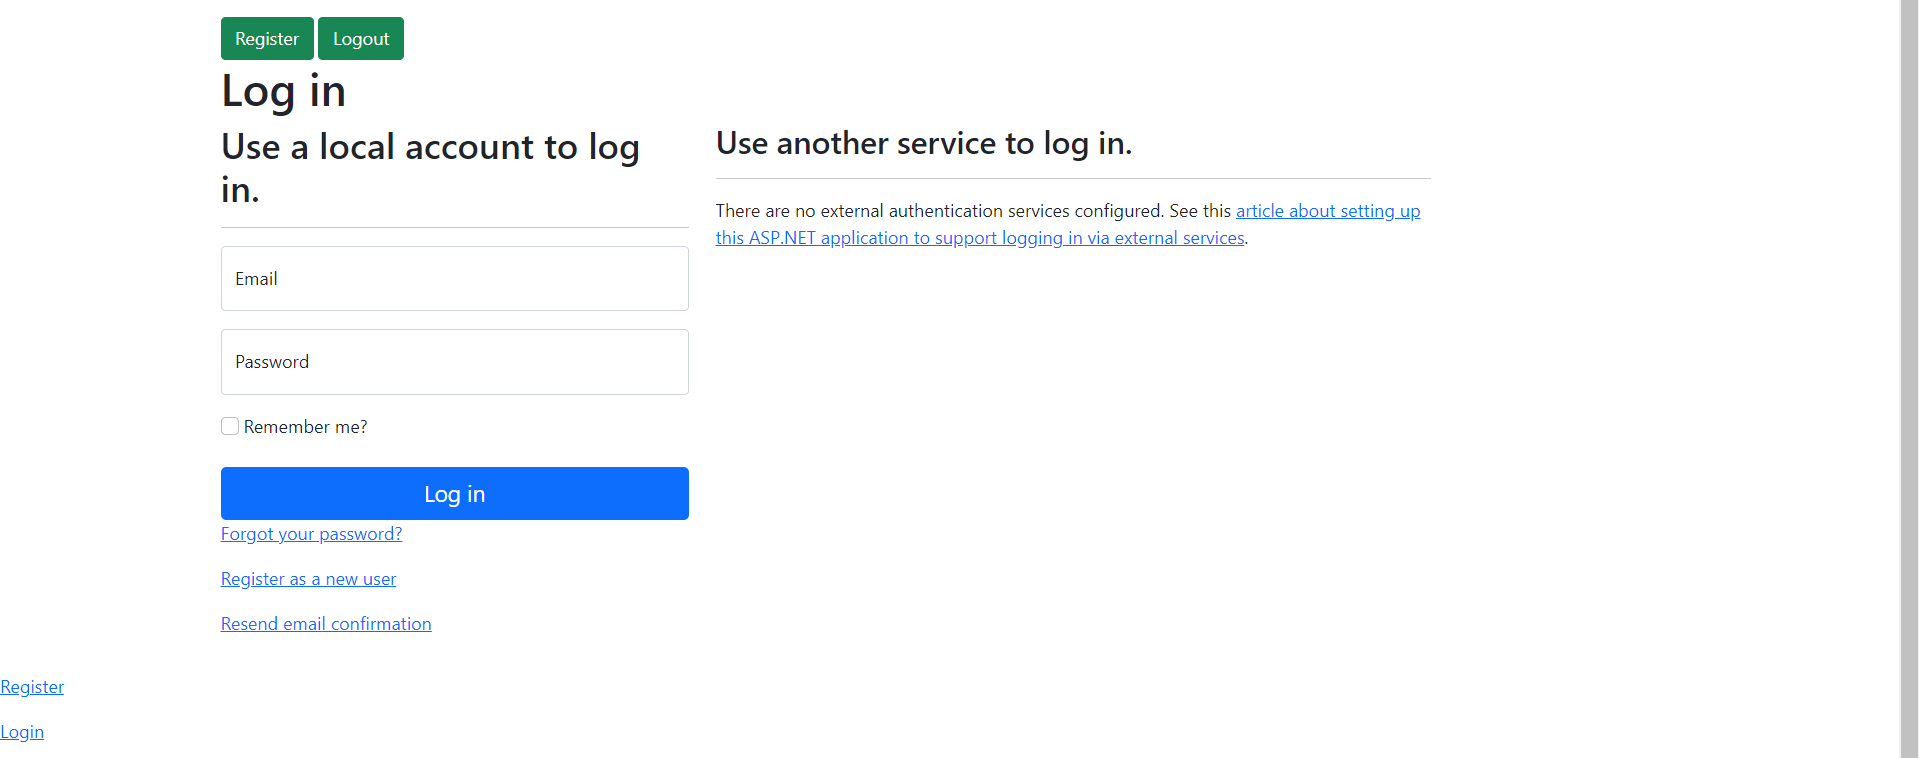 Register Logout
Log in
Use a local account to log
in.
Email
Password
Remember me?
Log in
Forgot your password?
Register as a new user
Resend email confirmation
Use another service to log in.
There are no external authentication services configured. See this article about setting up
this ASP.NET application to support logging in via external services.
Register
Login